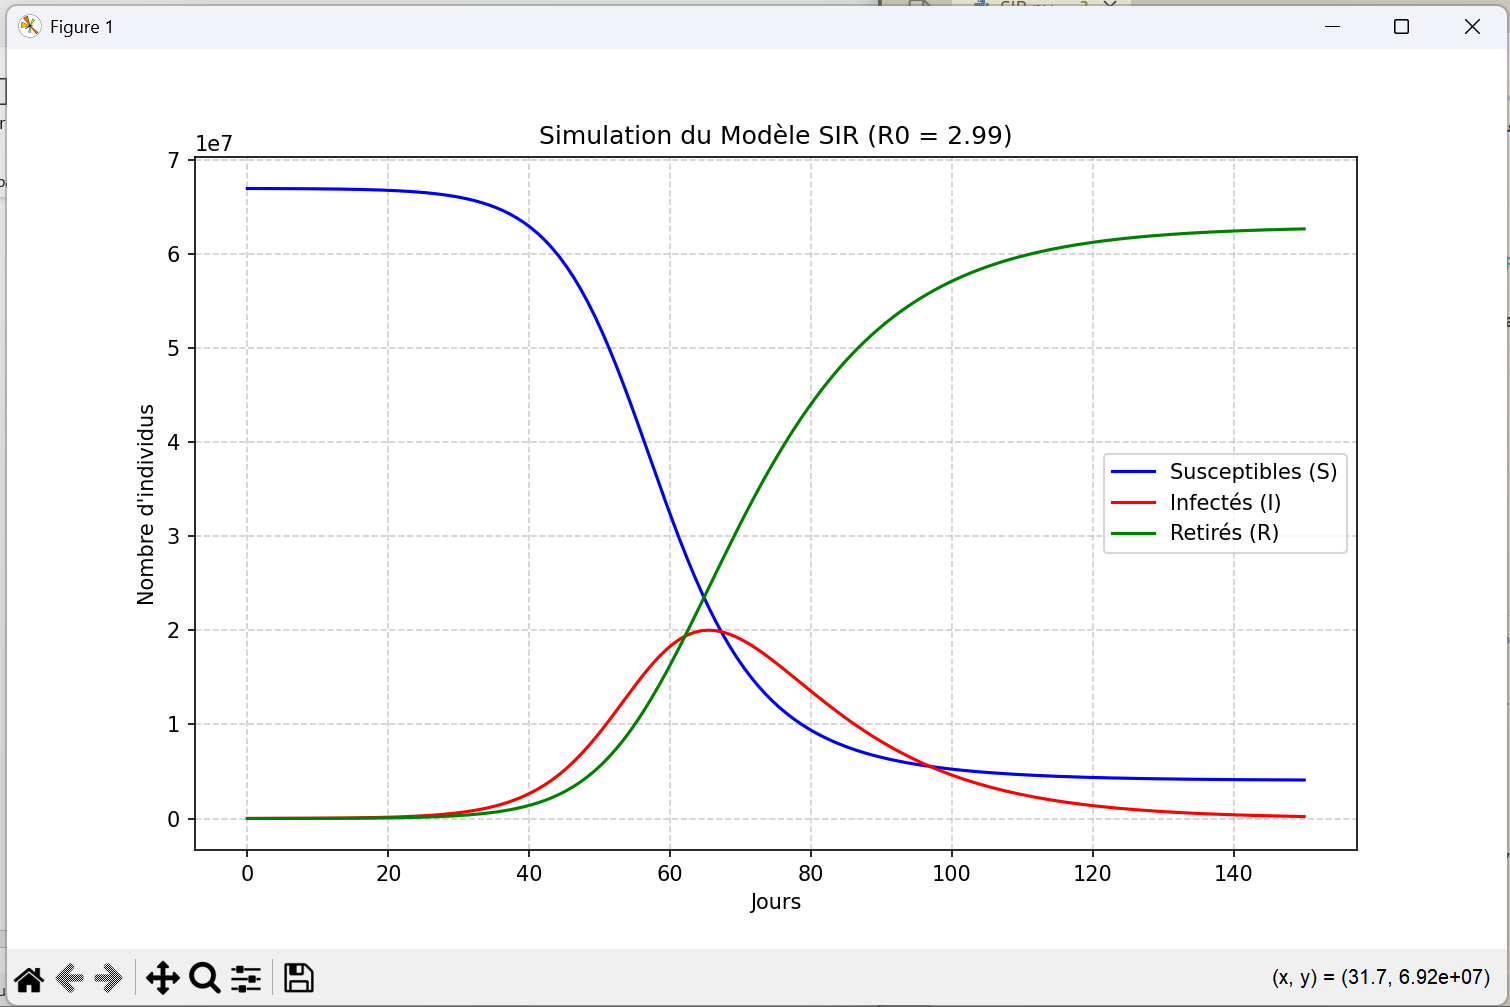 Figure 1
Simulation du Modèle SIR (R0 = 2.99)
1e7
7
6
5
4
3
2
1
0
Nombre d'individus
Susceptibles (S)
Infectés (I)
Retirés (R)
0 20 40 60 80 100 120 140
Jours
(x, y) = (31.7, 6.92e+07)